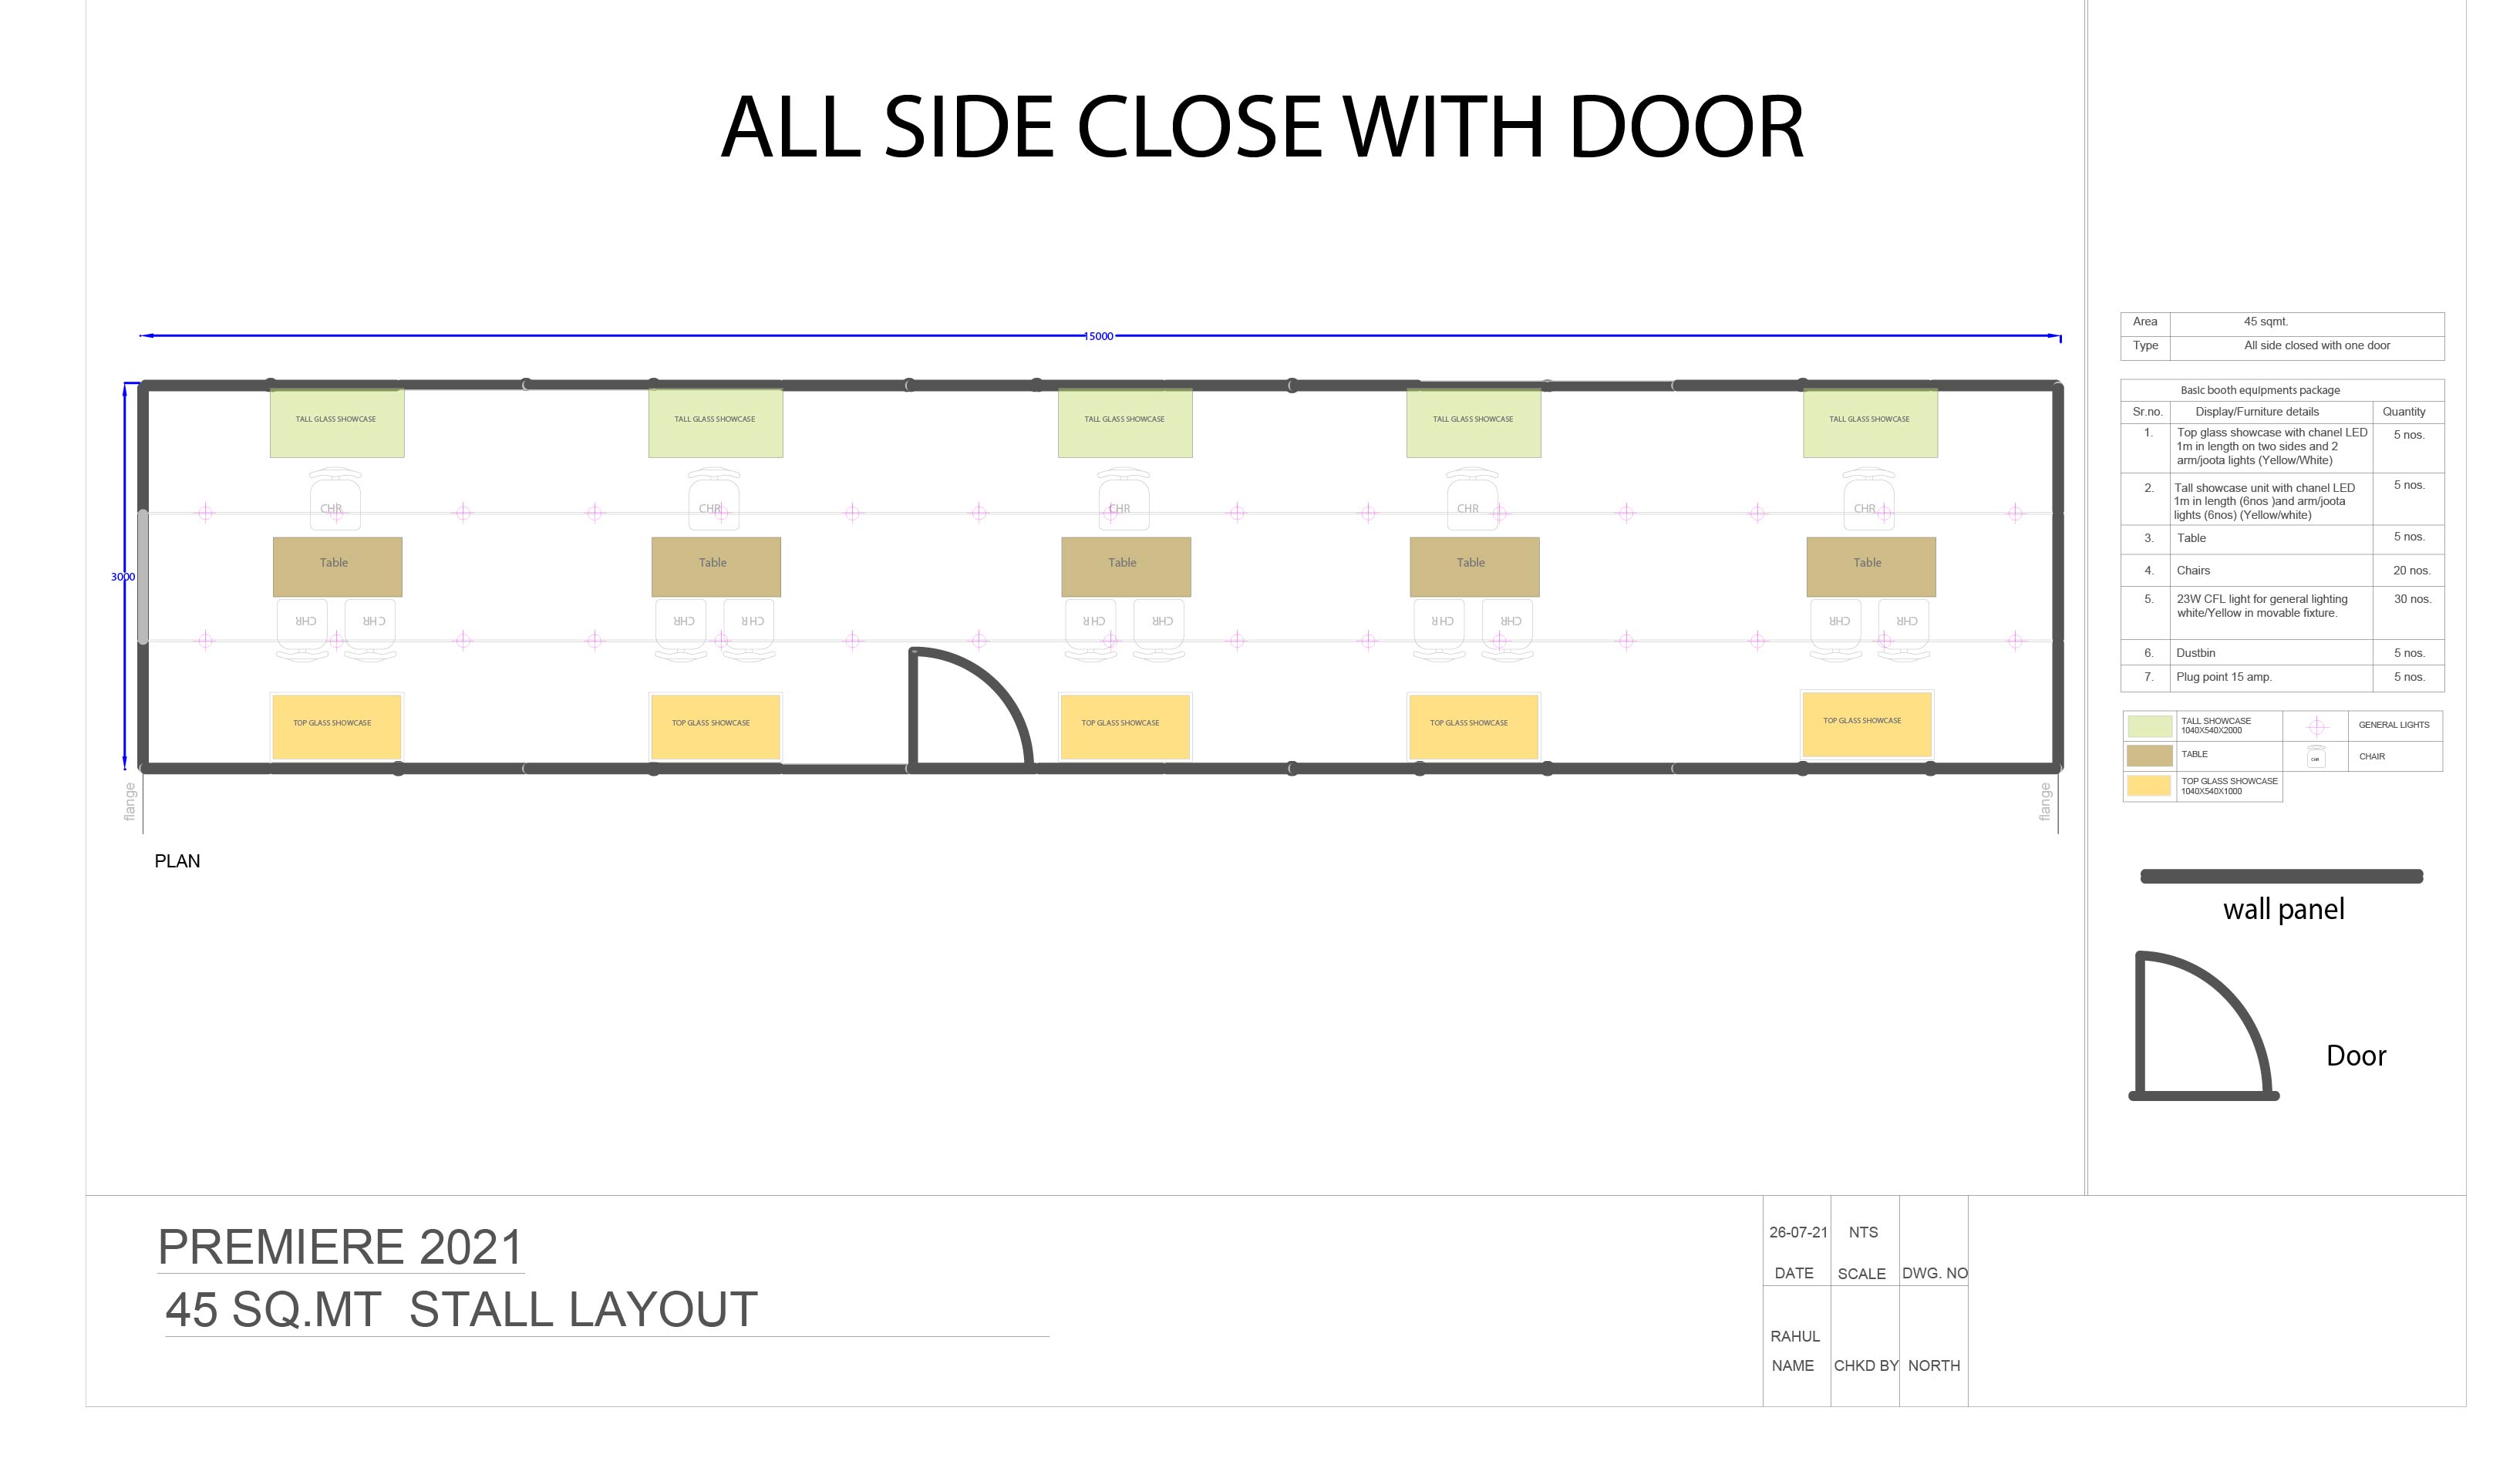 ALL SIDE CLOSE WITH DOOR
15000
3000
TALL GLASS SHOWCASE
TALL GLASS SHOWCASE
TALL GLASS SHOWCASE
TALL GLASS SHOWCASE
TALL GLASS SHOWCASE
CHR
CHR
CHR
CHR
CHR
Table
Table
Table
Table
Table
CHR
CHR
CHR
CHR
CHR
CHR
CHR
CHR
CHR
CHR
TOP GLASS SHOWCASE
TOP GLASS SHOWCASE
TOP GLASS SHOWCASE
TOP GLASS SHOWCASE
TOP GLASS SHOWCASE
flange
flange
PLAN
Area 45 sqmt.
Type All side closed with one door
Basic booth equipments package
Sr.no. Display/Furniture details Quantity
1. Top glass showcase with chanel LED 5 nos.
1m in length on two sides and 2
arm/joota lights (Yellow/White)
2. Tall showcase unit with chanel LED 5 nos.
1m in length (6nos )and arm/joota
lights (6nos) (Yellow/white)
3. Table 5 nos.
4. Chairs 20 nos.
5. 23W CFL light for general lighting 30 nos.
white/Yellow in movable fixture.
6. Dustbin 5 nos.
7. Plug point 15 amp. 5 nos.
TALL SHOWCASE
1040X540X2000
GENERAL LIGHTS
TABLE
CHR
CHAIR
TOP GLASS SHOWCASE
1040X540X1000
wall panel
Door
PREMIERE 2021
45 SQ.MT STALL LAYOUT
26-07-21 NTS
DATE SCALE DWG. NO
RAHUL
NAME CHKD BY NORTH